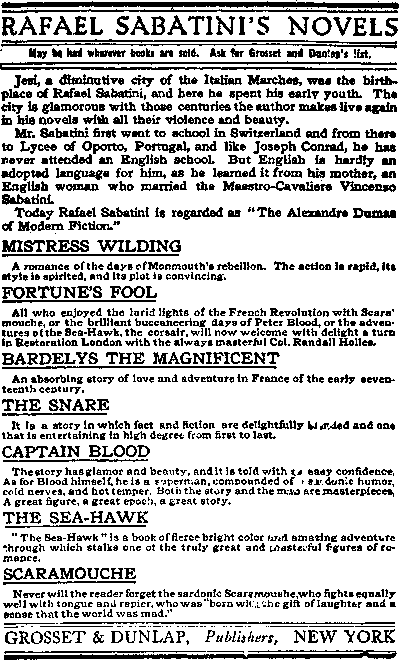 RAFAEL SABATINI'S NOVELS
May be had wherever books are sold. Ask for Grosset and Dunlap's list.
Jesi, a diminutive city of the Italian Marches, was the birth-
place of Rafael Sabatini, and here he spent his early youth. The
city is glamorous with those centuries the author makes live again
in his novels with all their violence and beauty.
Mr. Sabatini first went to school in Switzerland and from there
to Lycee of Oporto, Portugal, and like Joseph Conrad, he has
never attended an English school. But English is hardly an
adopted language for him, as he learned it from his mother, an
English woman who married the Maestro-Cavaliere Vincenso
Sabatini.
Today Rafael Sabatini is regarded as "The Alexandre Dumas
of Modern Fiction."
MISTRESS WILDING
A romance of the days of Monmouth's rebellion. The action is rapid, its
style is spirited, and its plot is convincing.
FORTUNE'S FOOL
All who enjoyed the lurid lights of the French Revolution with Scara-
mouche, or the brilliant buccaneering days of Peter Blood, or the adven-
tures of the Sea-Hawk, the corsair, will now welcome with delight a turn
in Restoration London with the always masterful Col. Randall Holles.
BARDELYS THE MAGNIFICENT
An absorbing story of love and adventure in France of the early seven-
teenth century.
THE SNARE
It is a story in which fact and fiction are delightfully blended and one
that is entertaining in high degree from first to last.
CAPTAIN BLOOD
The story has glamor and beauty, and it is told with an easy confidence.
As for Blood himself, he is a superman, compounded of a sardonic humor,
cold nerves, and hot temper. Both the story and the man are masterpieces,
A great figure, a great epoch, a great story.
THE SEA-HAWK
"The Sea-Hawk" is a book of fierce bright color and amazing adventure
through which stalks one of the truly great and masterful figures of ro-
mance.
SCARAMOUCHE
Never will the reader forget the sardonic Scaramouche, who fights equally
well with tongue and rapier, who was "born with the gift of laughter and a
sense that the world was mad."
GROSSET & DUNLAP, Publishers, NEW YORK